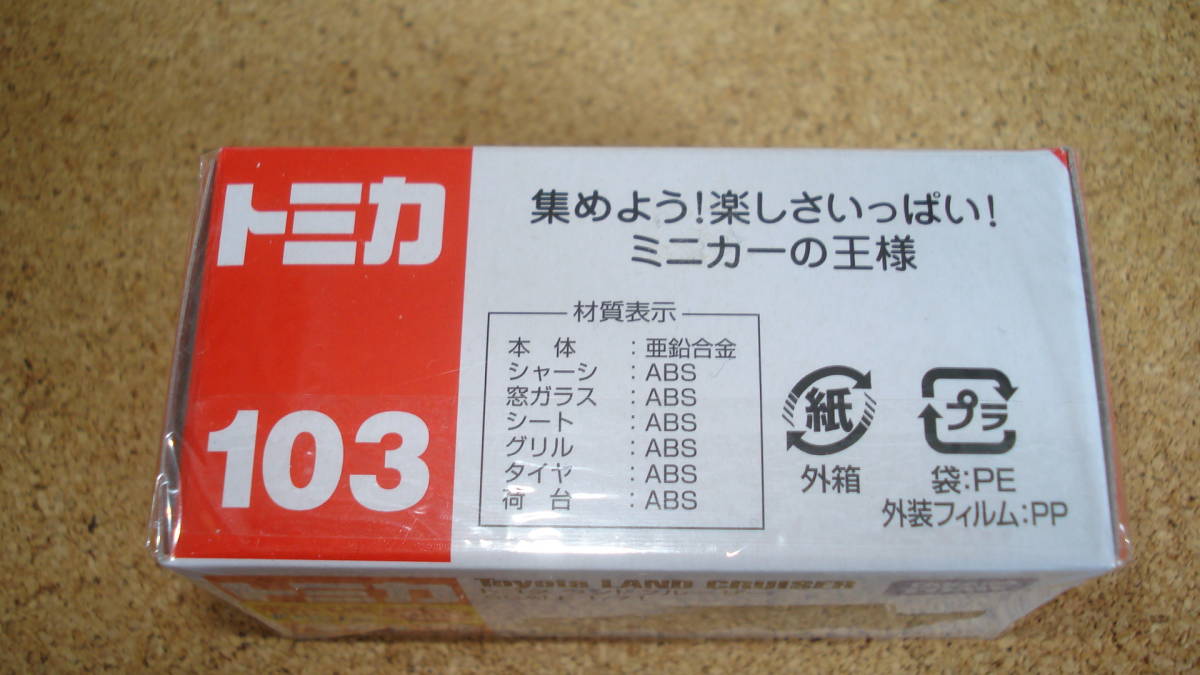 トミカ
103
集めよう!楽しさいっぱい!
ミニカーの王様
材質表示
本 体 : 亜鉛合金
シャーシ : ABS
窓ガラス : ABS
シート : ABS
グリル : ABS
タイヤ : ABS
荷 台 : ABS
紙
外箱
プラ
袋:PE
外装フィルム:PP
トミカ
Toyota LAND CRUISER